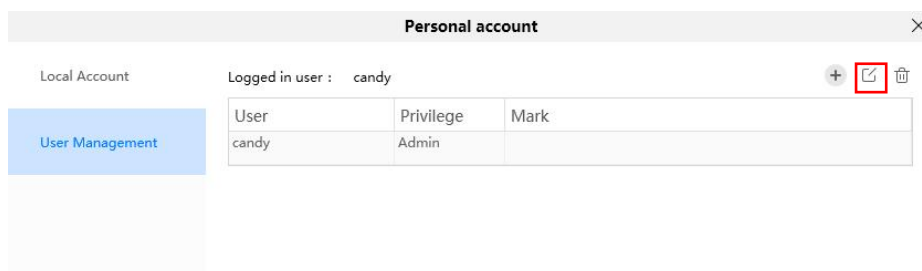 Personal account
Local Account
Logged in user : candy
User Privilege Mark
User Management
candy Admin